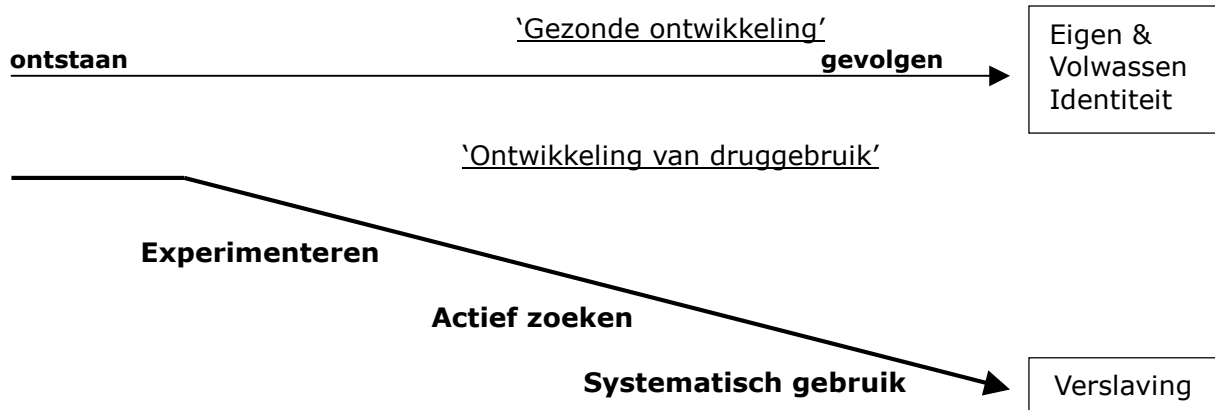 ‘Gezonde ontwikkeling’
ontstaan
gevolgen
Eigen &
Volwassen
Identiteit
‘Ontwikkeling van druggebruik’
Experimenteren
Actief zoeken
Systematisch gebruik
Verslaving